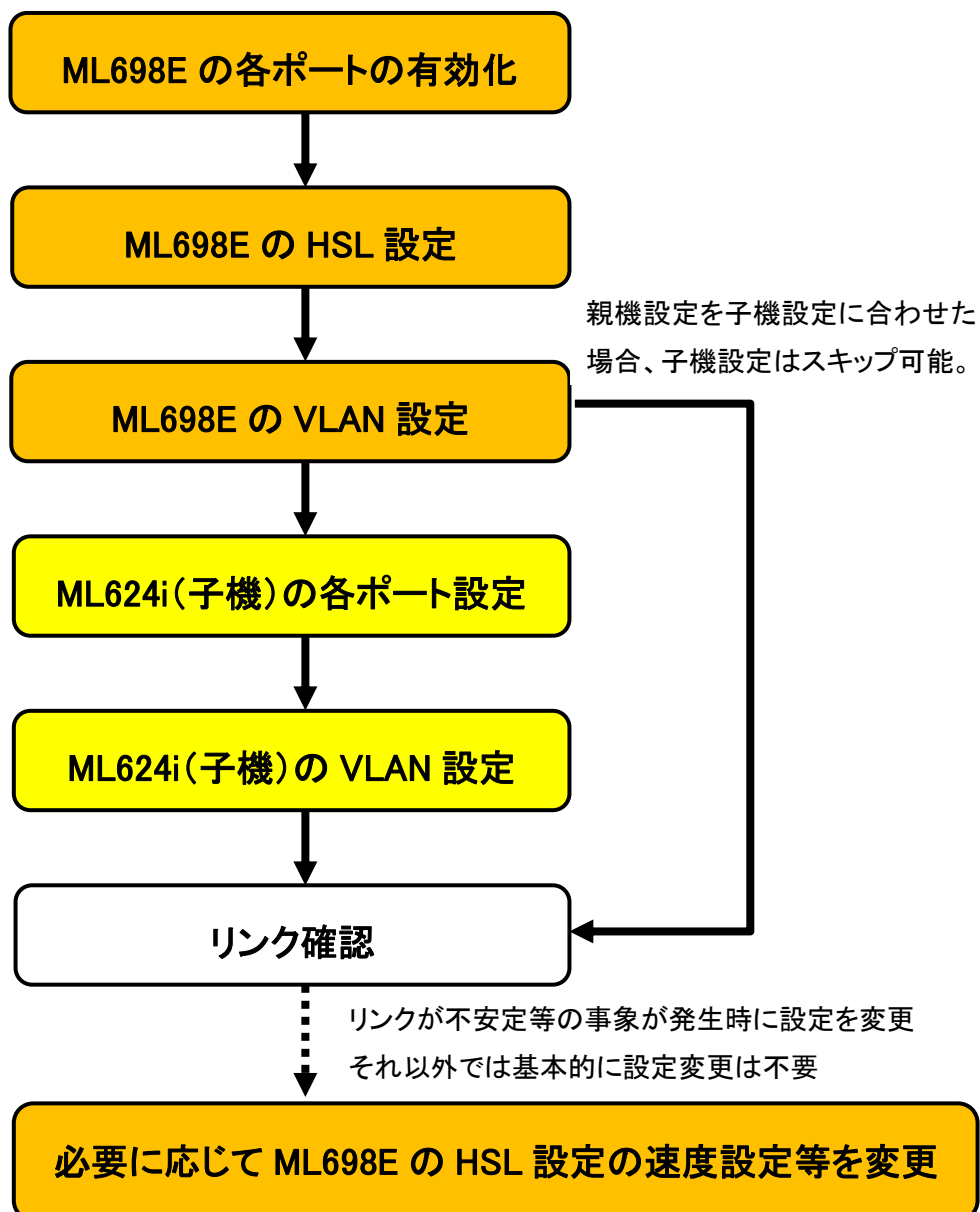 ML698E の各ポートの有効化
ML698E の HSL 設定
親機設定を子機設定に合わせた
場合、子機設定はスキップ可能。
ML698E の VLAN 設定
ML624i(子機)の各ポート設定
ML624i(子機)の VLAN 設定
リンク確認
リンクが不安定等の事象が発生時に設定を変更
それ以外では基本的に設定変更は不要
必要に応じて ML698E の HSL 設定の速度設定等を変更